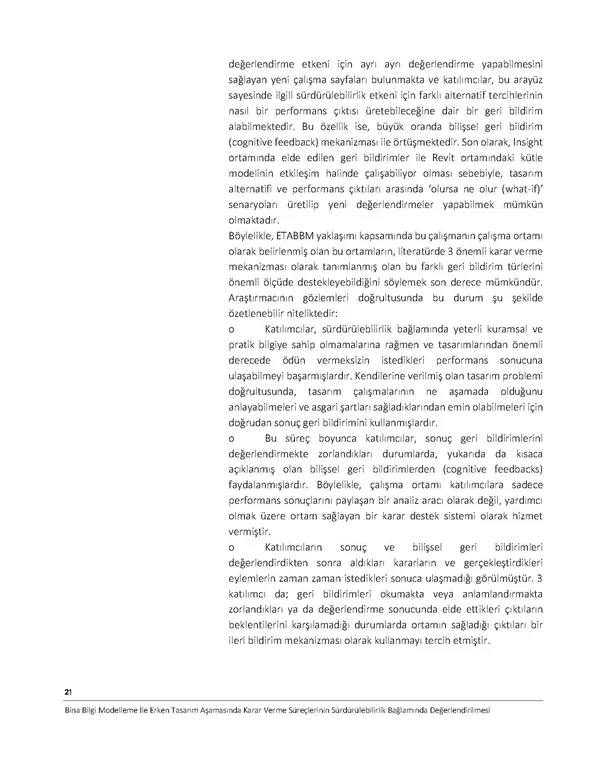 değerlendirme etkeni için ayrı ayrı değerlendirme yapabilmesini
sağlayan yeni çalışma sayfaları bulunmakta ve katılımcılar, bu arayüz
sayesinde ilgili sürdürülebilirlik etkeni için farklı alternatif tercihlerinin
nasıl bir performans çıktısı üretebileceğine dair bir geri bildirim
alabilmektedir. Bu özellik ise, büyük oranda bilişsel geri bildirim
(cognitive feedback) mekanizması ile örtüşmektedir. Son olarak, Insight
ortamında elde edilen geri bildirimler ile Revit ortamındaki kütle
modelinin etkileşim halinde çalışabiliyor olması sebebiyle, tasarım
alternatifi ve performans çıktıları arasında ‘olursa ne olur (what-if)’
senaryoları üretilip yeni değerlendirmeler yapabilmek mümkün
olmaktadır.
Böylelikle, ETABBM yaklaşımı kapsamında bu çalışmanın çalışma ortamı
olarak belirlenmiş olan bu ortamların, literatürde 3 önemli karar verme
mekanizması olarak tanımlanmış olan bu farklı geri bildirim türlerini
önemli ölçüde destekleyebildiğini söylemek son derece mümkündür.
Araştırmacının gözlemleri doğrultusunda bu durum şu şekilde
özetlenebilir niteliktedir:
o Katılımcılar, sürdürülebilirlik bağlamında yeterli kuramsal ve
pratik bilgiye sahip olmamalarına rağmen ve tasarımlarından önemli
derecede ödün vermeksizin istedikleri performans sonucuna
ulaşabilmeyi başarmışlardır. Kendilerine verilmiş olan tasarım problemi
doğrultusunda, tasarım çalışmalarının ne aşamada olduğunu
anlayabilmeleri ve asgari şartları sağladıklarından emin olabilmeleri için
doğrudan sonuç geri bildirimini kullanmışlardır.
o Bu süreç boyunca katılımcılar, sonuç geri bildirimlerini
değerlendirmekte zorlandıkları durumlarda, yukarıda da kısaca
açıklanmış olan bilişsel geri bildirimlerden (cognitive feedbacks)
faydalanmışlardır. Böylelikle, çalışma ortamı katılımcılara sadece
performans sonuçlarını paylaşan bir analiz aracı olarak değil, yardımcı
olmak üzere ortam sağlayan bir karar destek sistemi olarak hizmet
vermiştir.
o Katılımcıların sonuç ve bilişsel geri bildirimleri
değerlendirdikten sonra aldıkları kararların ve gerçekleştirdikleri
eylemlerin zaman zaman istedikleri sonuca ulaşmadığı görülmüştür. 3
katılımcı da; geri bildirimleri okumakta veya anlamlandırmakta
zorlandıkları ya da değerlendirme sonucunda elde ettikleri çıktıların
beklentilerini karşılamadığı durumlarda ortamın sağladığı çıktıları bir
ileri bildirim mekanizması olarak kullanmayı tercih etmiştir.
21
Bina Bilgi Modelleme İle Erken Tasarım Aşamasında Karar Verme Süreçlerinin Sürdürülebilirlik Bağlamında Değerlendirilmesi